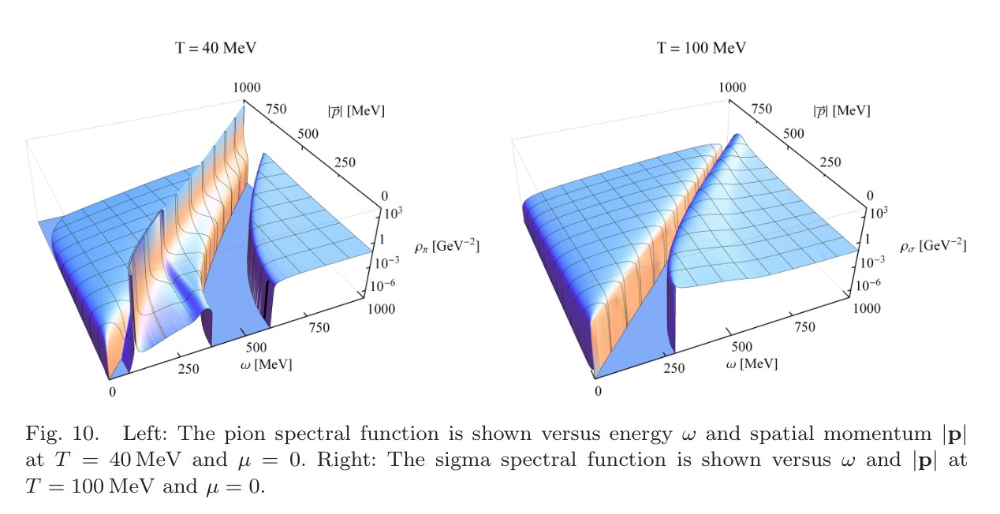 T = 40 MeV
1000
750
|p⃗| [MeV]
500
250
0
10³
1
ρπ [GeV⁻²]
10⁻³
10⁻⁶
1000
750
500
ω [MeV]
250
0
T = 100 MeV
1000
750
|p⃗| [MeV]
500
250
0
10³
1
ρσ [GeV⁻²]
10⁻³
10⁻⁶
1000
750
500
ω [MeV]
250
0
Fig. 10. Left: The pion spectral function is shown versus energy ω and spatial momentum |p|
at T = 40 MeV and μ = 0. Right: The sigma spectral function is shown versus ω and |p| at
T = 100 MeV and μ = 0.